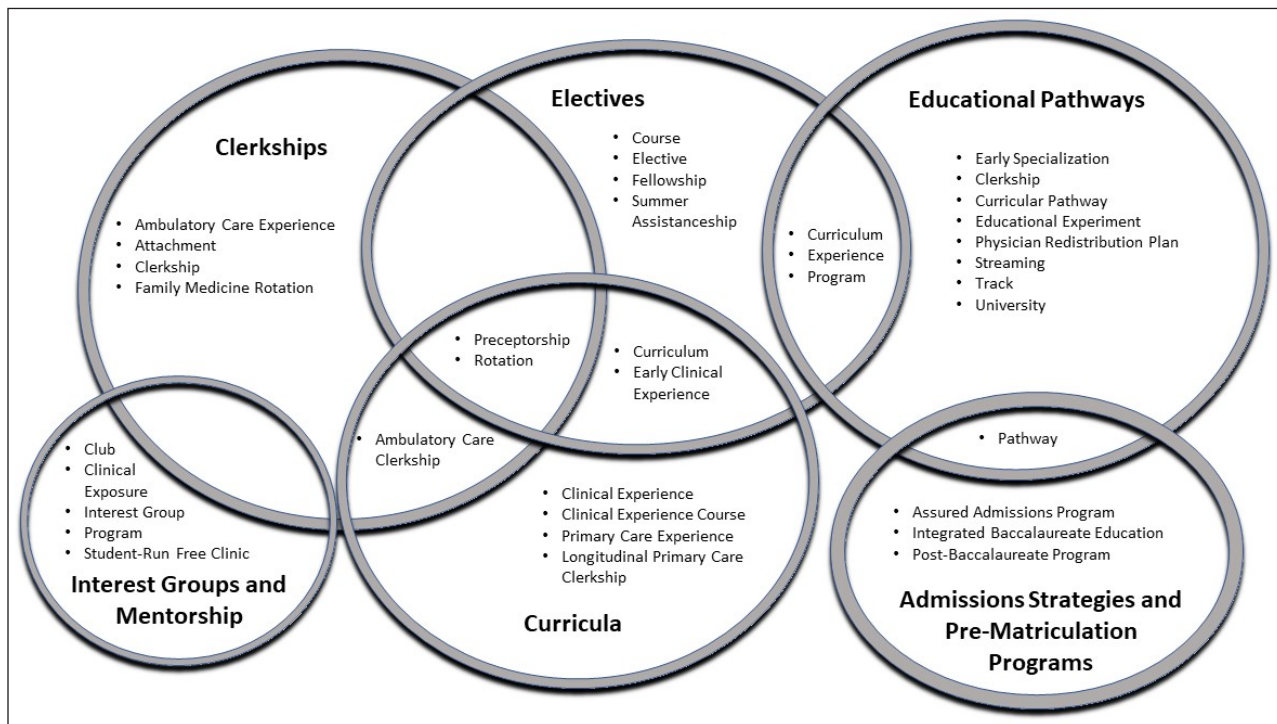 Clerkships
• Ambulatory Care Experience
• Attachment
• Clerkship
• Family Medicine Rotation
Electives
• Course
• Elective
• Fellowship
• Summer
Assistanceship
Educational Pathways
• Early Specialization
• Clerkship
• Curricular Pathway
• Educational Experiment
• Physician Redistribution Plan
• Streaming
• Track
• University
• Curriculum
• Experience
• Program
• Preceptorship
• Rotation
• Curriculum
• Early Clinical
Experience
• Ambulatory Care
Clerkship
• Pathway
• Club
• Clinical
Exposure
• Interest Group
• Program
• Student-Run Free Clinic
Interest Groups and
Mentorship
• Clinical Experience
• Clinical Experience Course
• Primary Care Experience
• Longitudinal Primary Care
Clerkship
Curricula
• Assured Admissions Program
• Integrated Baccalaureate Education
• Post-Baccalaureate Program
Admissions Strategies and
Pre-Matriculation
Programs